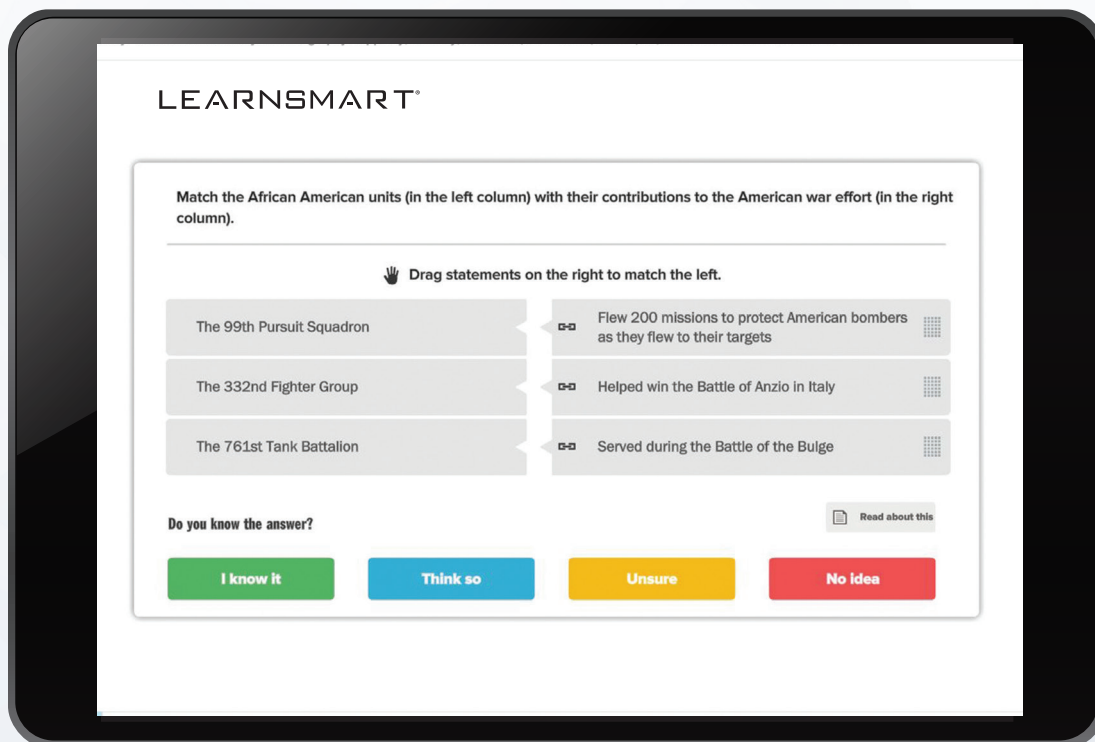 LEARNSMART®
Match the African American units (in the left column) with their contributions to the American war effort (in the right
column).
Drag statements on the right to match the left.
The 99th Pursuit Squadron
Flew 200 missions to protect American bombers
as they flew to their targets
The 332nd Fighter Group
Helped win the Battle of Anzio in Italy
The 761st Tank Battalion
Served during the Battle of the Bulge
Do you know the answer?
Read about this
I know it
Think so
Unsure
No idea